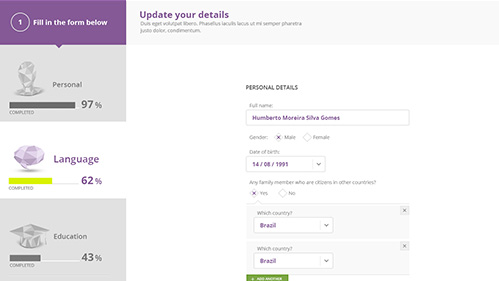 1 Fill in the form below
Update your details
Duis eget volutpat libero. Phasellus iaculis lacus ut mi semper pharetra
justo dolor, condimentum.
Personal
97 %
COMPLETED
Language
62 %
COMPLETED
Education
43 %
COMPLETED
PERSONAL DETAILS
Full name:
Humberto Moreira Silva Gomes
Gender: Male Female
Date of birth:
14 / 08 / 1991
Any family member who are citizens in other countries?
Yes No
Which country?
Brazil
Which country?
Brazil
+ ADD ANOTHER